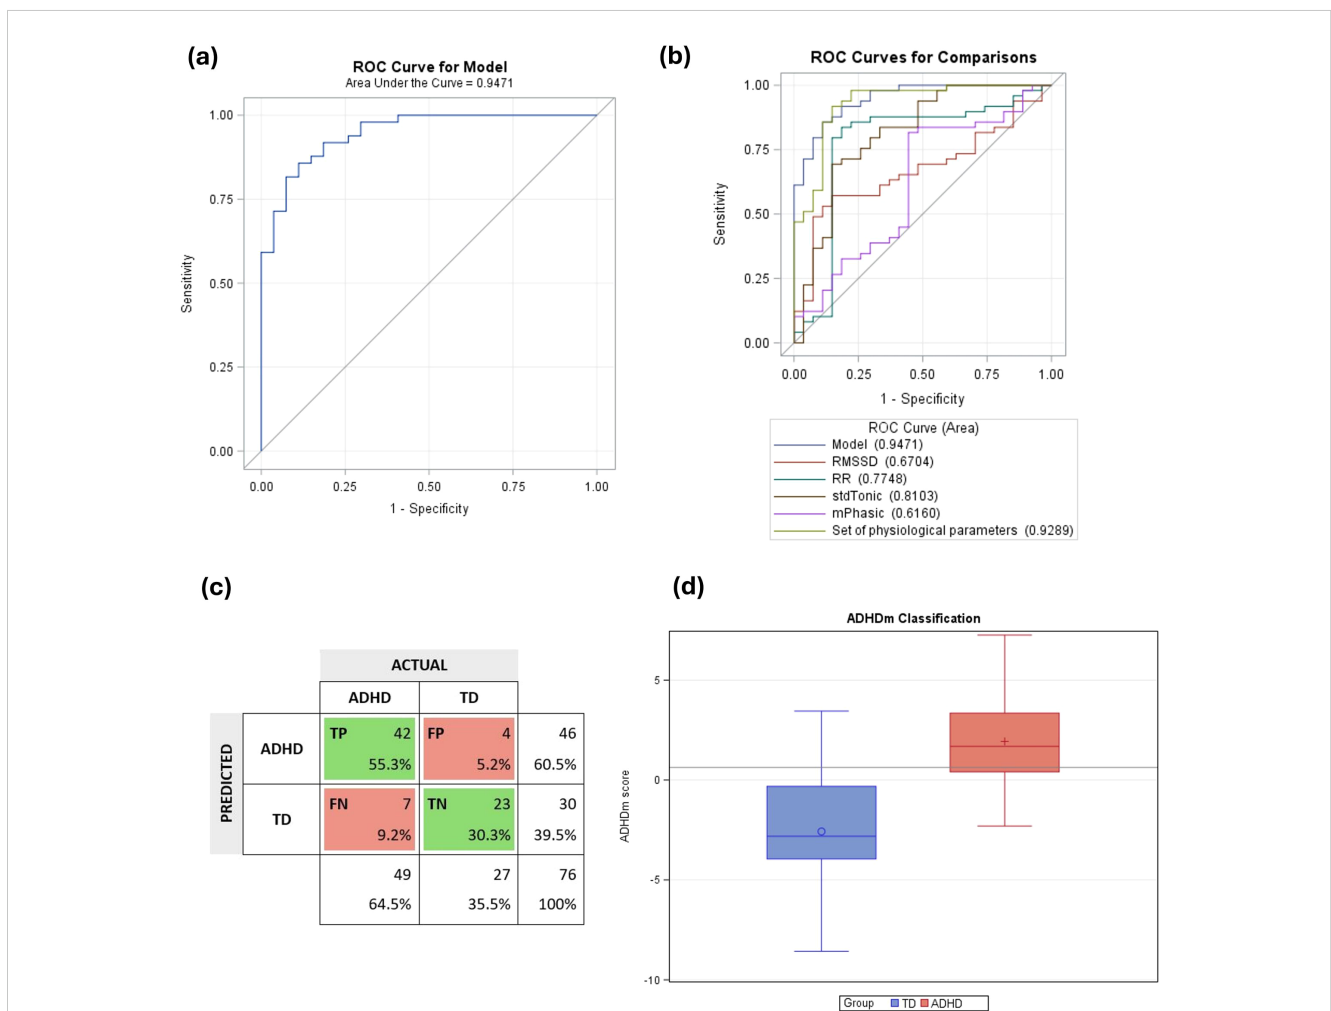 (a)
ROC Curve for Model
Area Under the Curve = 0.9471
1.00
0.75
0.50
0.25
0.00
Sensitivity
0.00 0.25 0.50 0.75 1.00
1 - Specificity
(b)
ROC Curves for Comparisons
1.00
0.75
0.50
0.25
0.00
Sensitivity
0.00 0.25 0.50 0.75 1.00
1 - Specificity
ROC Curve (Area)
Model (0.9471)
RMSSD (0.6704)
RR (0.7748)
stdTonic (0.8103)
mPhasic (0.6160)
Set of physiological parameters (0.9289)
(c)
ACTUAL
ADHD TD
PREDICTED
ADHD
TP 42 FP 4 46
55.3% 5.2% 60.5%
TD
FN 7 TN 23 30
9.2% 30.3% 39.5%
49 27 76
64.5% 35.5% 100%
(d)
ADHDm Classification
5
0
-5
-10
ADHDm score
Group TD ADHD